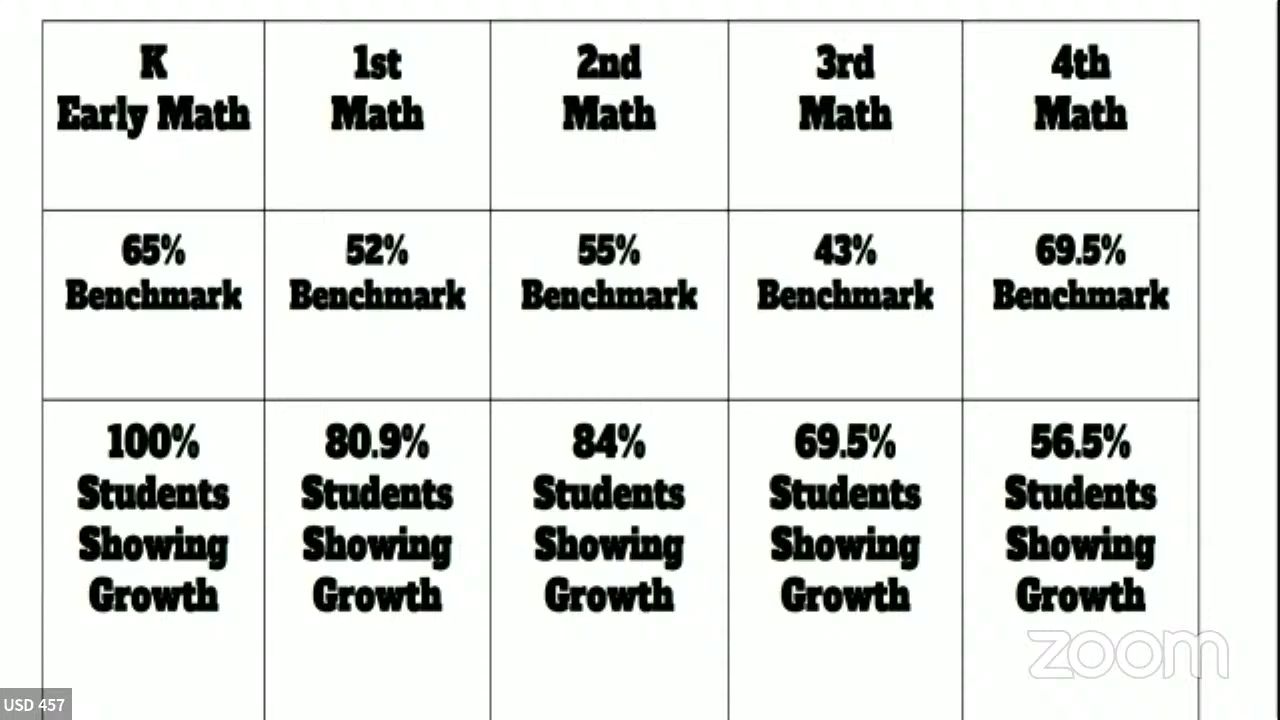 K
Early Math
1st
Math
2nd
Math
3rd
Math
4th
Math
65%
Benchmark
52%
Benchmark
55%
Benchmark
43%
Benchmark
69.5%
Benchmark
100%
Students
Showing
Growth
80.9%
Students
Showing
Growth
84%
Students
Showing
Growth
69.5%
Students
Showing
Growth
56.5%
Students
Showing
Growth
zoom
USD 457